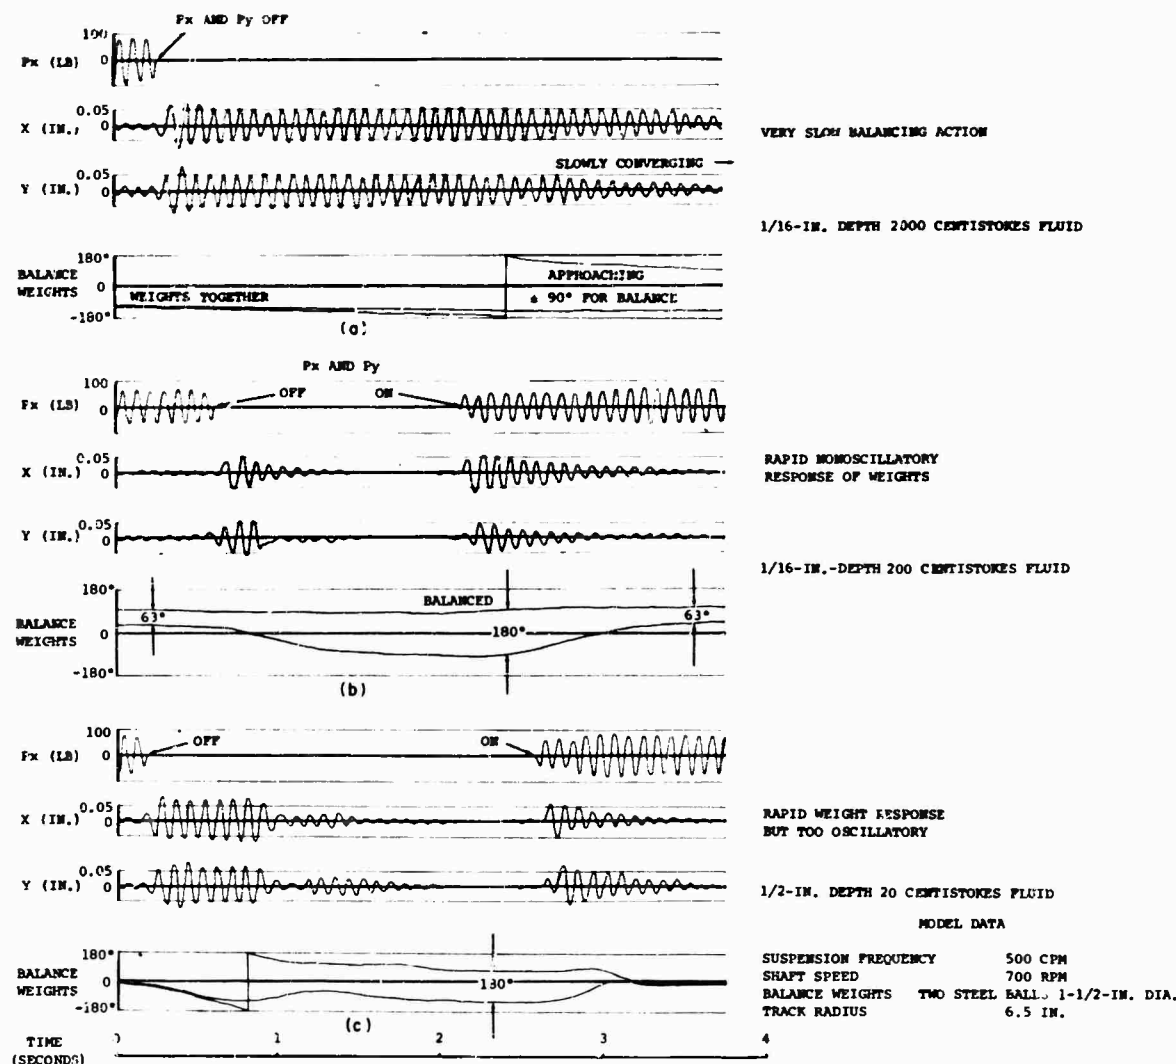 Px AND Py OFF
100
Px (LB) 0
0.05
X (IN.) 0
VERY SLOW BALANCING ACTION
SLOWLY CONVERGING →
0.05
Y (IN.) 0
1/16-IN. DEPTH 2000 CENTISTOKES FLUID
180°
BALANCE WEIGHTS 0
-180°
WEIGHTS TOGETHER
APPROACHING
± 90° FOR BALANCE
(a)
Px AND Py
100
Px (LB) 0
OFF
ON
0.05
X (IN.) 0
RAPID NONOSCILLATORY
RESPONSE OF WEIGHTS
0.05
Y (IN.) 0
1/16-IN.-DEPTH 200 CENTISTOKES FLUID
180°
BALANCE WEIGHTS 0
-180°
63°
BALANCED
180°
63°
(b)
100
Px (LB) 0
OFF
ON
0.05
X (IN.) 0
RAPID WEIGHT RESPONSE
BUT TOO OSCILLATORY
0.05
Y (IN.) 0
1/2-IN. DEPTH 20 CENTISTOKES FLUID
MODEL DATA
180°
BALANCE WEIGHTS 0
-180°
180°
(c)
SUSPENSION FREQUENCY 500 CPM
SHAFT SPEED 700 RPM
BALANCE WEIGHTS TWO STEEL BALLS 1-1/2-IN. DIA.
TRACK RADIUS 6.5 IN.
TIME (SECONDS)
0 1 2 3 4